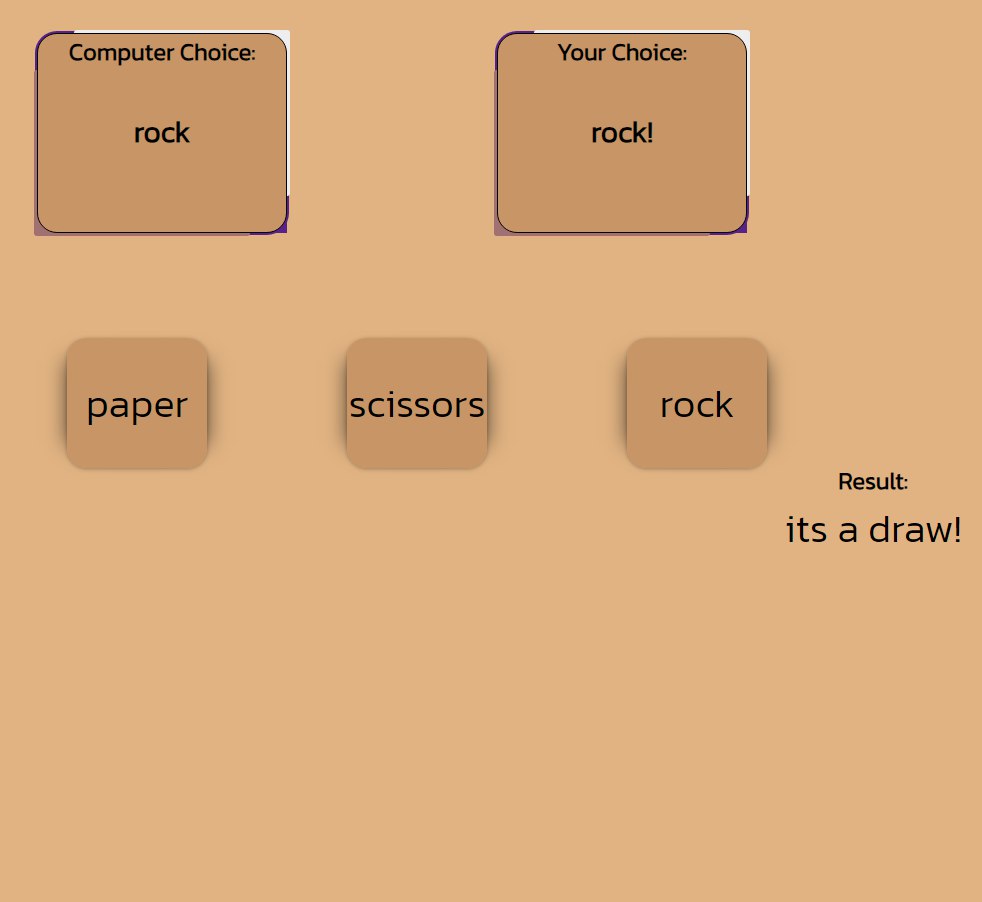 Computer Choice:
rock
Your Choice:
rock!
paper
scissors
rock
Result:
its a draw!